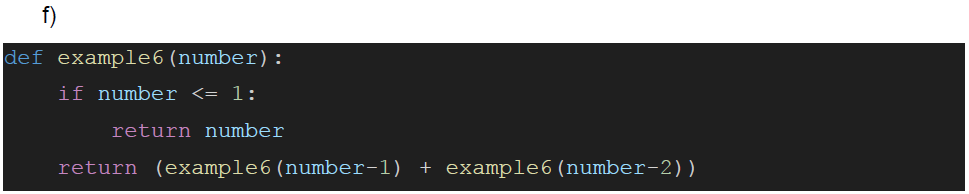 f)
def example6(number):
    if number <= 1:
        return number
    return (example6(number-1) + example6(number-2))